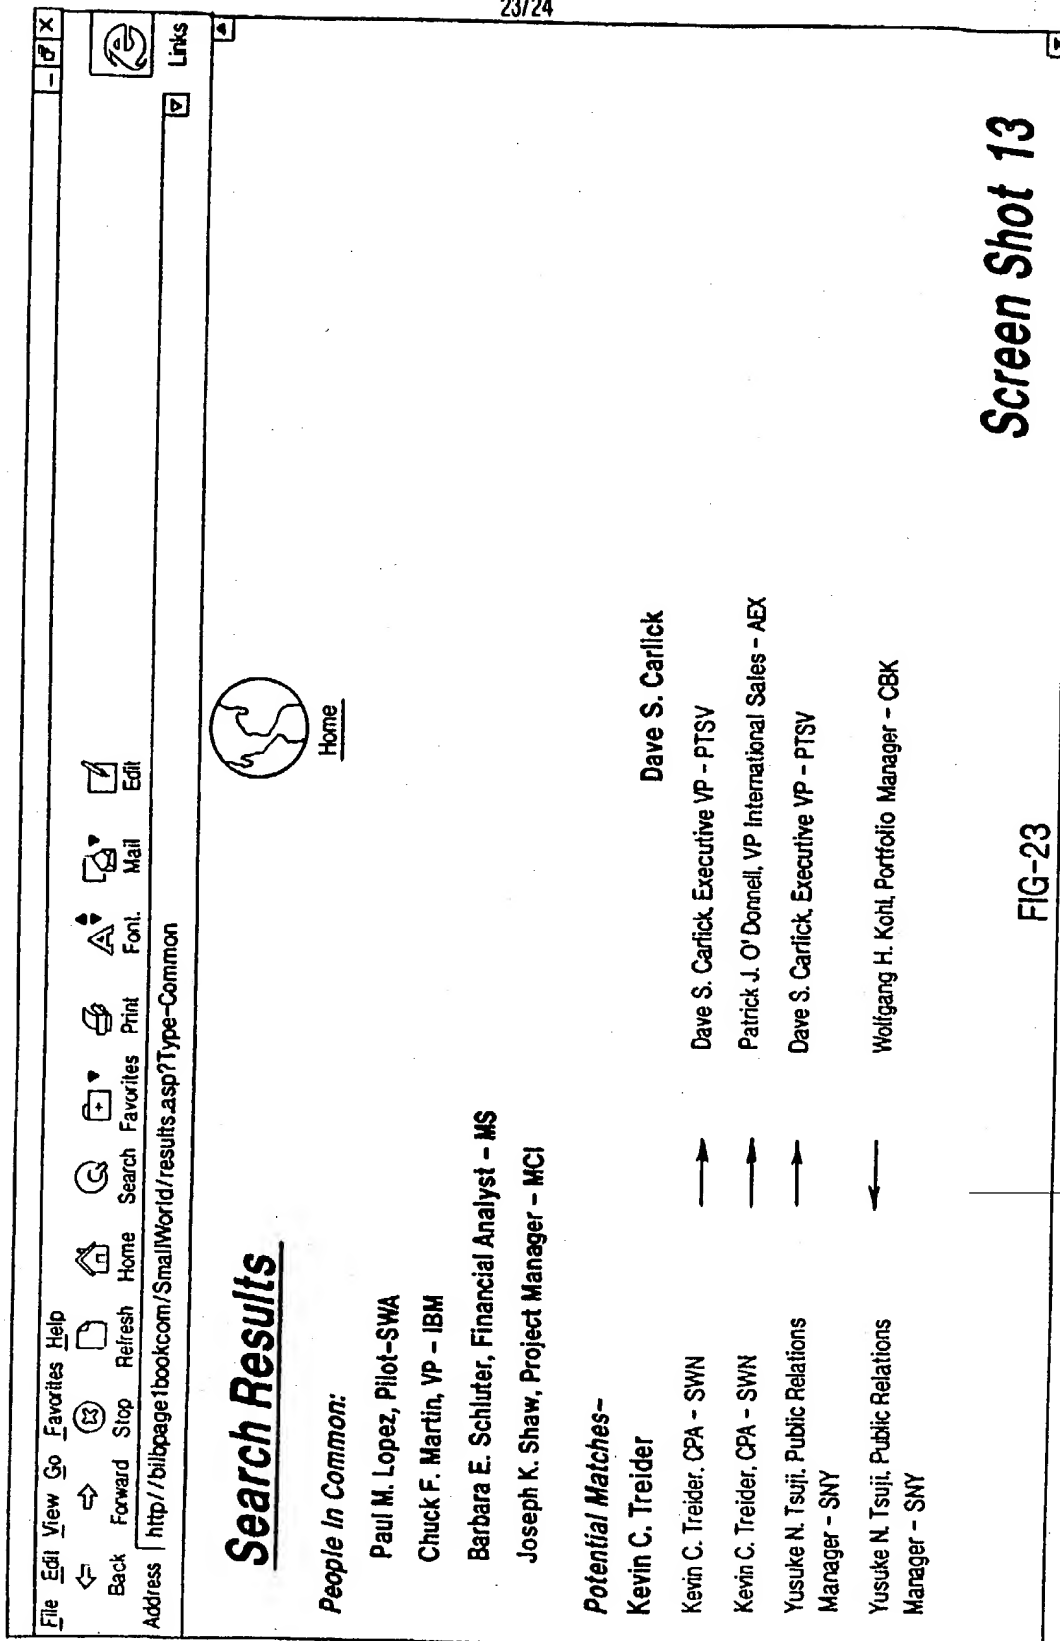 23/24
File Edit View Go Favorites Help
Back Forward Stop Refresh Home Search Favorites Print Font. Mail Edit
Address http//bilbpage1bookcom/SmallWorld/results.asp?Type-Common Links
Search Results
Home
People In Common:
Paul M. Lopez, Pilot-SWA
Chuck F. Martin, VP - IBM
Barbara E. Schluter, Financial Analyst - MS
Joseph K. Shaw, Project Manager - MCI
Potential Matches-
Kevin C. Treider Dave S. Carlick
Kevin C. Treider, CPA - SWN → Dave S. Carlick, Executive VP - PTSV
Kevin C. Treider, CPA - SWN → Patrick J. O'Donnell, VP International Sales - AEX
Yusuke N. Tsuji, Public Relations → Dave S. Carlick, Executive VP - PTSV
Manager - SNY
Yusuke N. Tsuji, Public Relations ← Wolfgang H. Kohl, Portfolio Manager - CBK
Manager - SNY
Screen Shot 13
FIG-23